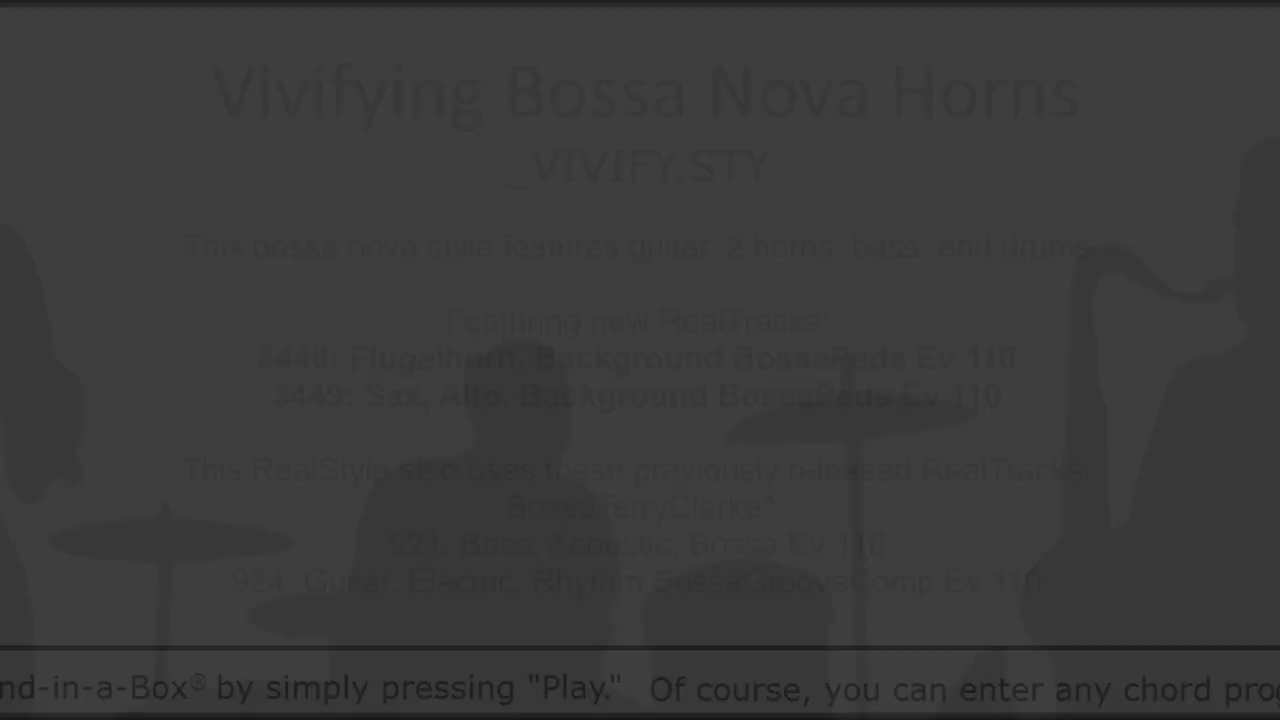 Vivifying Bossa Nova Horns
_VIVIFY.STY
This bossa nova style features guitar, 2 horns, bass, and drums.
Featuring new RealTracks:
3448: Flugelhorn, Background BossaPads Ev 110
3449: Sax, Alto, Background BossaPads Ev 110
This RealStyle also uses these previously released RealTracks:
BossaTerryClarke^
921: Bass, Acoustic, Bossa Ev 110
924: Guitar, Electric, Rhythm BossaGrooveComp Ev 110
nd-in-a-Box® by simply pressing "Play."   Of course, you can enter any chord pro